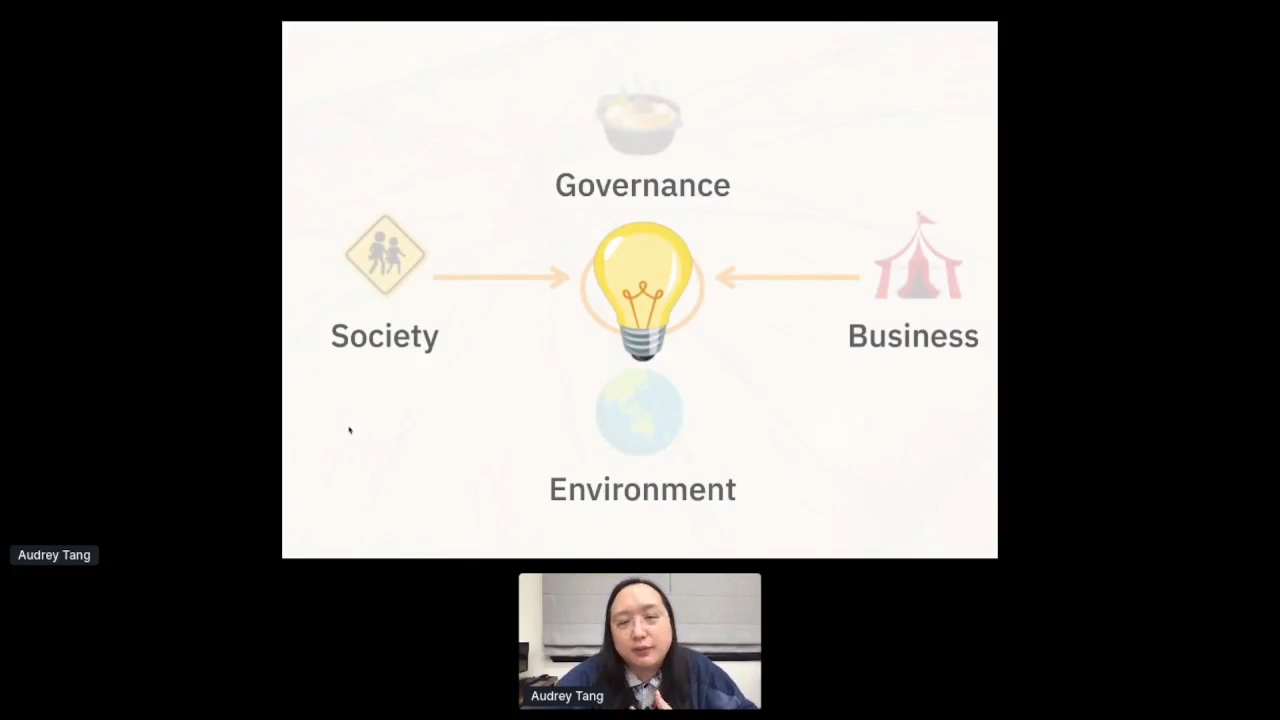 Governance
Society
Business
Environment
Audrey Tang
Audrey Tang